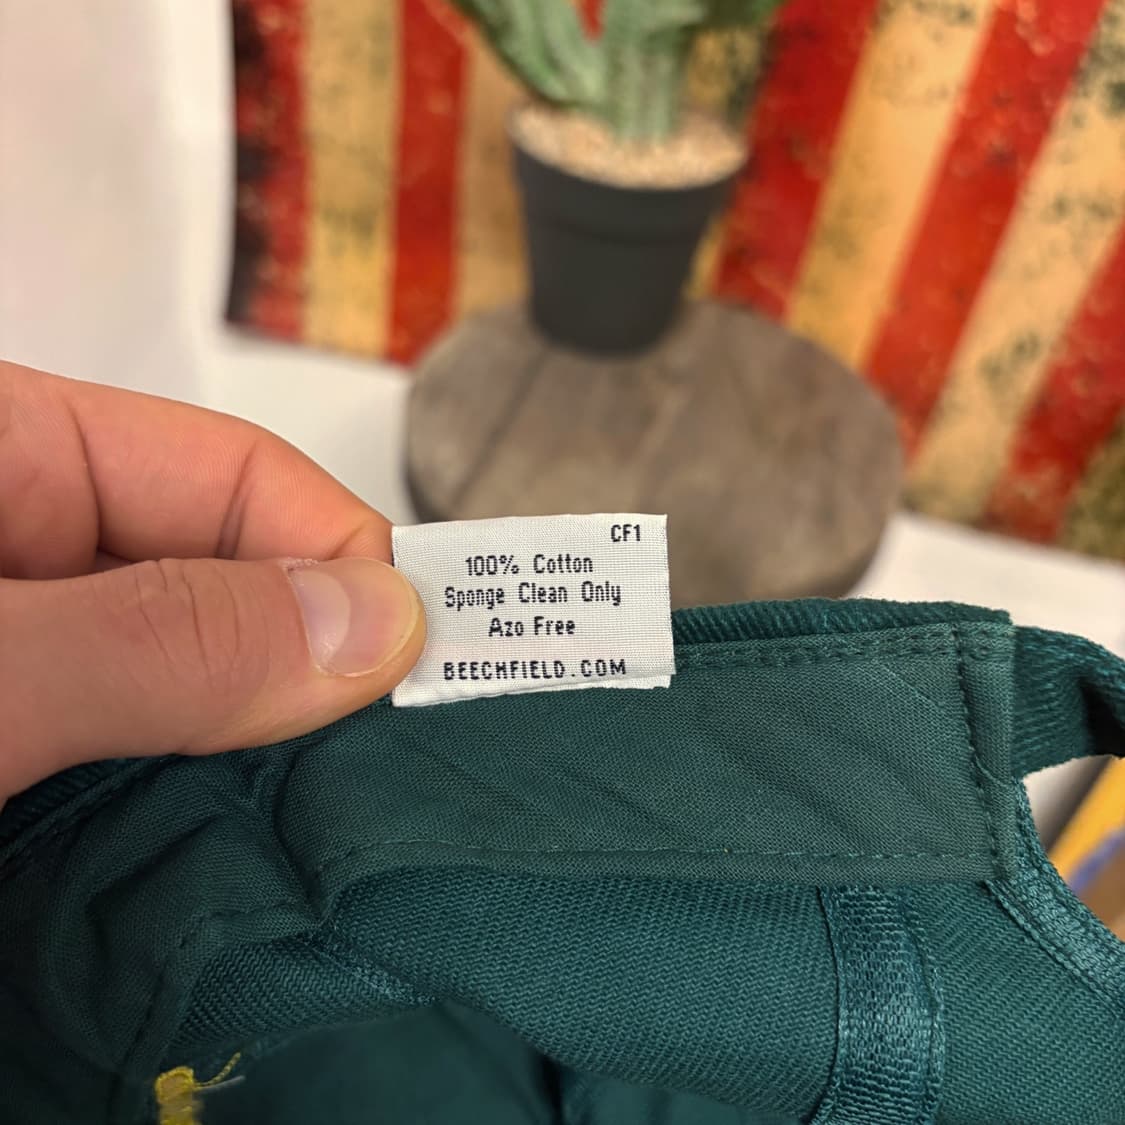 CF1
100% Cotton
Sponge Clean Only
Azo Free
BEECHFIELD.COM